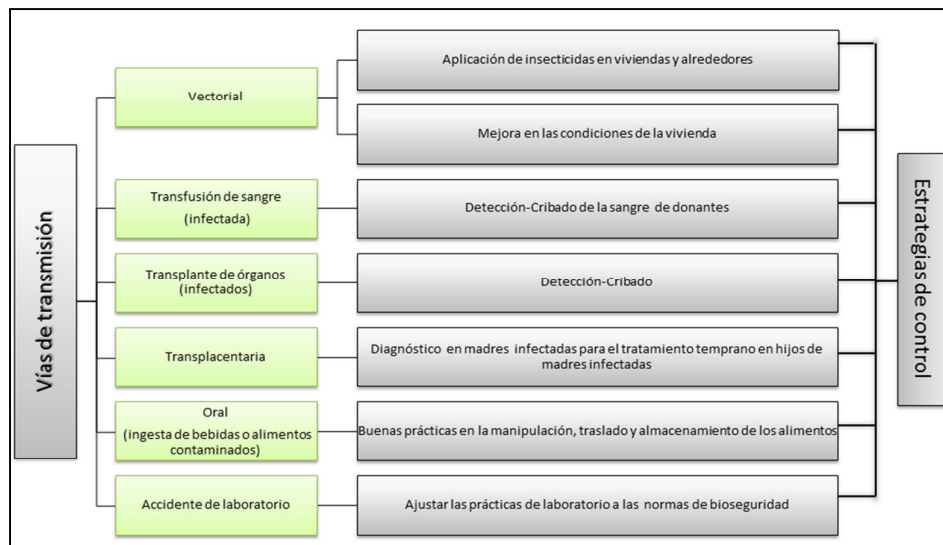 Vías de transmisión
Vectorial
Aplicación de insecticidas en viviendas y alrededores
Mejora en las condiciones de la vivienda
Transfusión de sangre
(infectada)
Detección-Cribado de la sangre de donantes
Transplante de órganos
(infectados)
Detección-Cribado
Transplacentaria
Diagnóstico en madres infectadas para el tratamiento temprano en hijos de
madres infectadas
Oral
(ingesta de bebidas o alimentos
contaminados)
Buenas prácticas en la manipulación, traslado y almacenamiento de los alimentos
Accidente de laboratorio
Ajustar las prácticas de laboratorio a las normas de bioseguridad
Estrategias de control